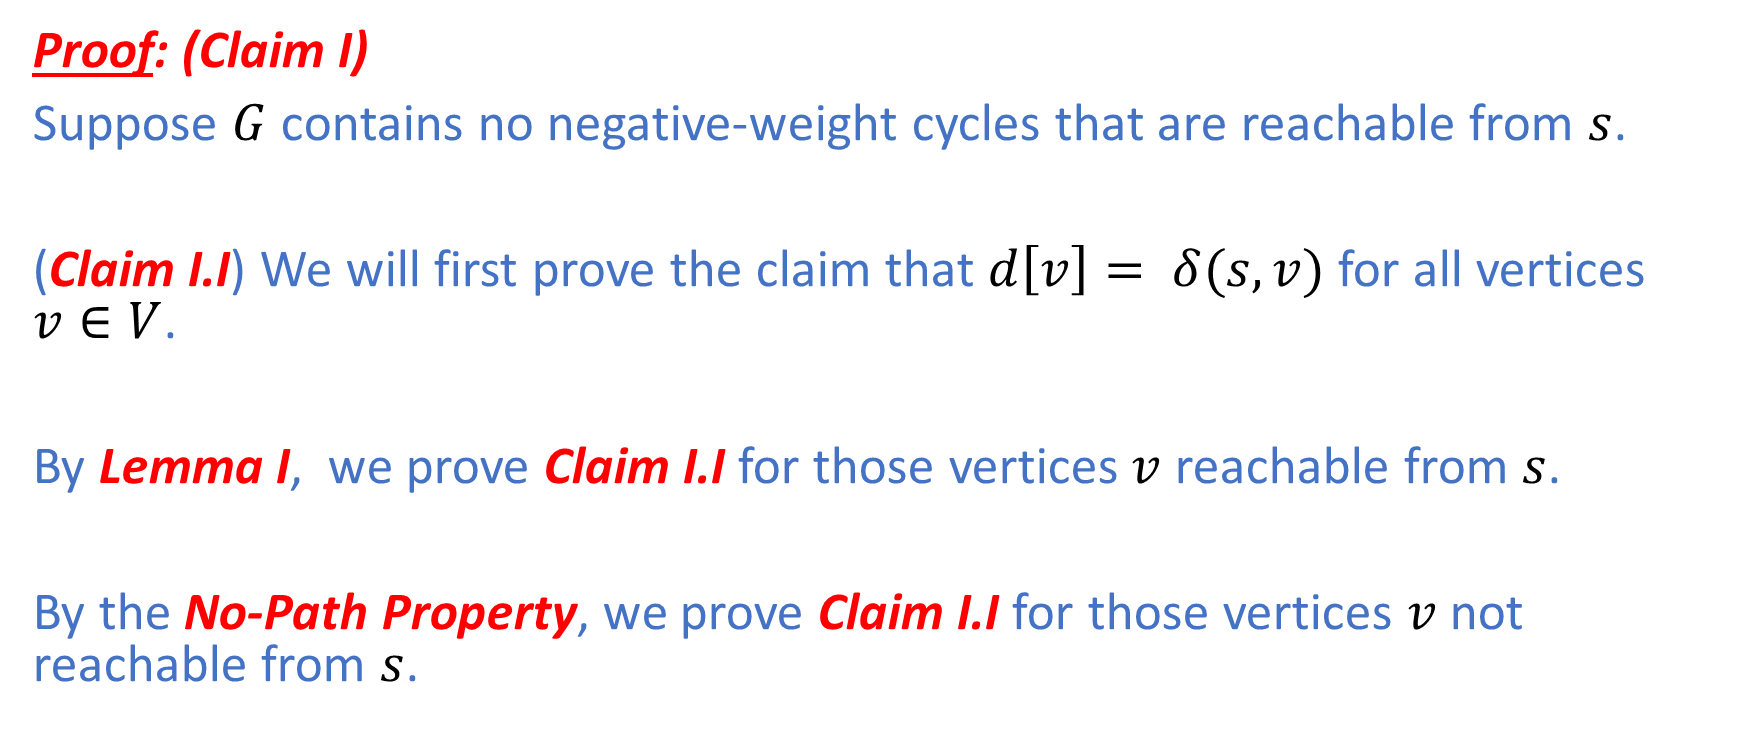 Proof: (Claim I)
Suppose G contains no negative-weight cycles that are reachable from s.
(Claim I.I) We will first prove the claim that d[v] = δ(s, v) for all vertices
v ∈ V.
By Lemma I, we prove Claim I.I for those vertices v reachable from s.
By the No-Path Property, we prove Claim I.I for those vertices v not
reachable from s.